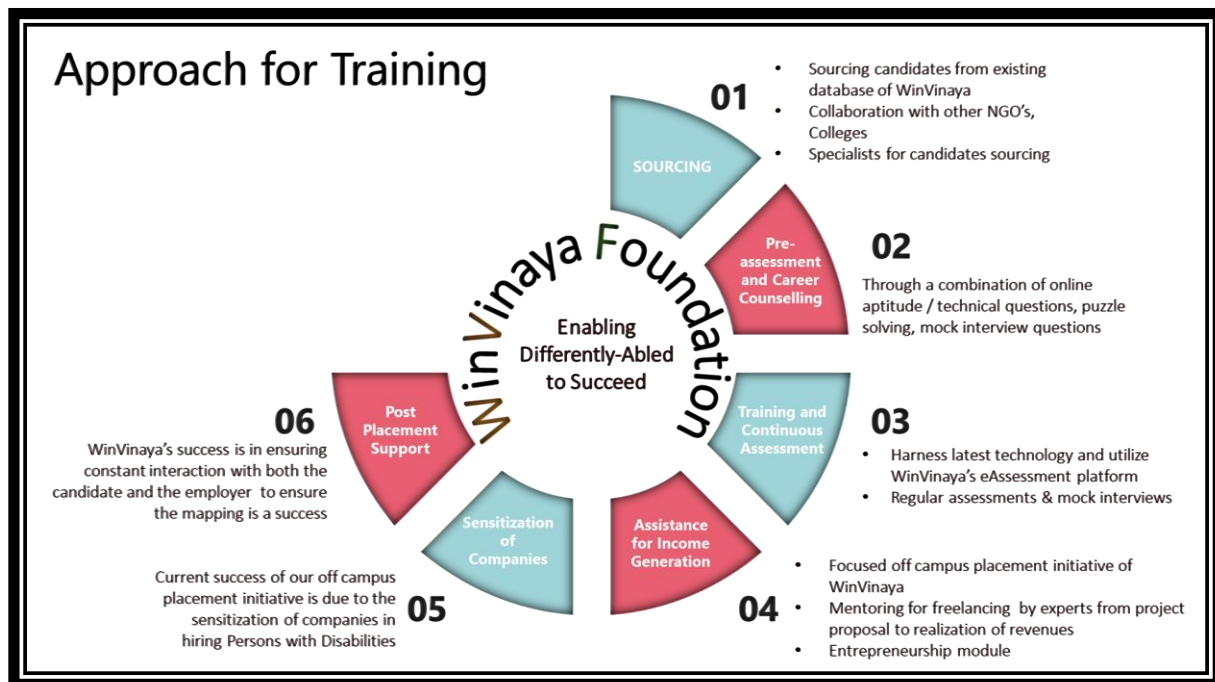 Approach for Training
01
• Sourcing candidates from existing
database of WinVinaya
• Collaboration with other NGO's,
Colleges
• Specialists for candidates sourcing
SOURCING
02
Pre-
assessment
and Career
Counselling
Through a combination of online
aptitude / technical questions, puzzle
solving, mock interview questions
WinVinaya Foundation
Enabling
Differently-Abled
to Succeed
03
Training and
Continuous
Assessment
• Harness latest technology and utilize
WinVinaya's eAssessment platform
• Regular assessments & mock interviews
04
Assistance
for Income
Generation
• Focused off campus placement initiative of
WinVinaya
• Mentoring for freelancing by experts from project
proposal to realization of revenues
• Entrepreneurship module
05
Sensitization
of
Companies
Current success of our off campus
placement initiative is due to the
sensitization of companies in
hiring Persons with Disabilities
06
Post
Placement
Support
WinVinaya's success is in ensuring
constant interaction with both the
candidate and the employer to ensure
the mapping is a success